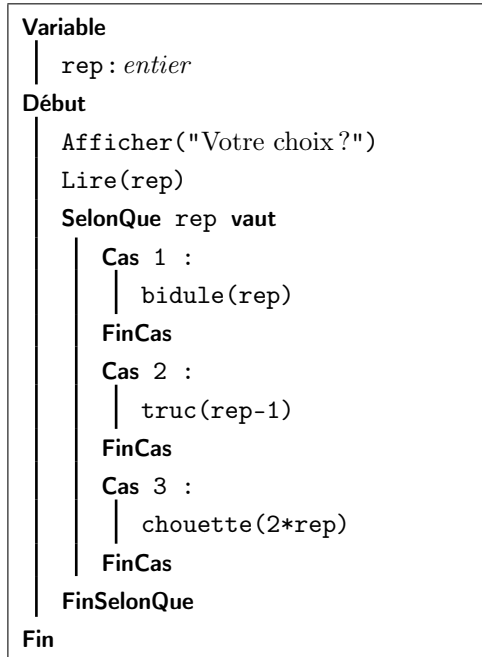 Variable
rep : entier
Début
Afficher("Votre choix ?")
Lire(rep)
SelonQue rep vaut
Cas 1 :
bidule(rep)
FinCas
Cas 2 :
truc(rep-1)
FinCas
Cas 3 :
chouette(2*rep)
FinCas
FinSelonQue
Fin